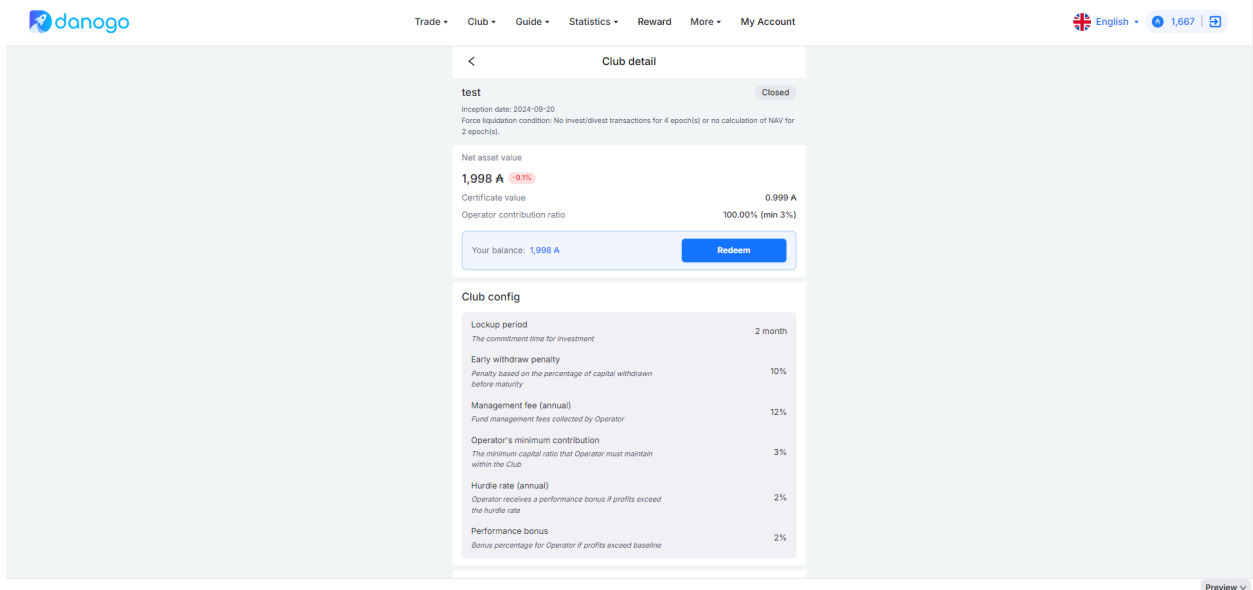 danogo
Trade Club Guide Statistics Reward More My Account
English 1,667
Club detail
test Closed
Inception date: 2024-09-20
Force liquidation condition: No invest/divest transactions for 4 epoch(s) or no calculation of NAV for
2 epoch(s).
Net asset value
1,998 ₳ -0.1%
Certificate value 0.999 ₳
Operator contribution ratio 100.00% (min 3%)
Your balance: 1,998 ₳ Redeem
Club config
Lockup period 2 month
The commitment time for investment
Early withdraw penalty 10%
Penalty based on the percentage of capital withdrawn
before maturity
Management fee (annual) 12%
Fund management fees collected by Operator
Operator's minimum contribution 3%
The minimum capital ratio that Operator must maintain
within the Club
Hurdle rate (annual) 2%
Operator receives a performance bonus if profits exceed
the hurdle rate
Performance bonus 2%
Bonus percentage for Operator if profits exceed baseline
Preview